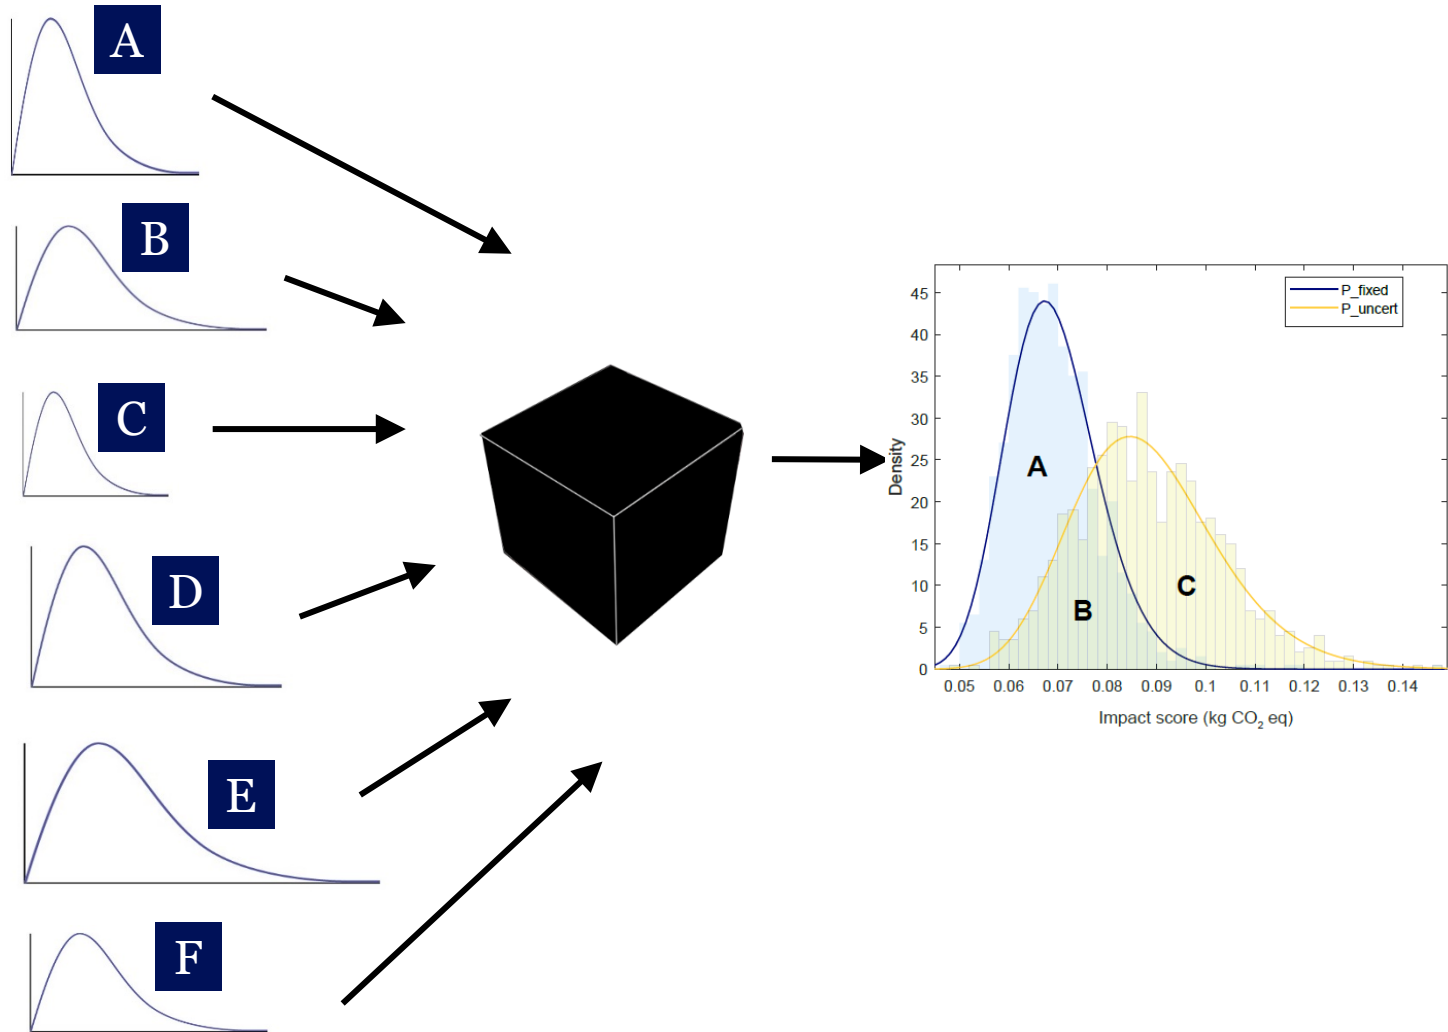 A
B
C
D
E
F
P_fixed
P_uncert
45
40
35
30
25
20
15
10
5
0
Density
A
B
C
0.05 0.06 0.07 0.08 0.09 0.1 0.11 0.12 0.13 0.14
Impact score (kg CO₂ eq)